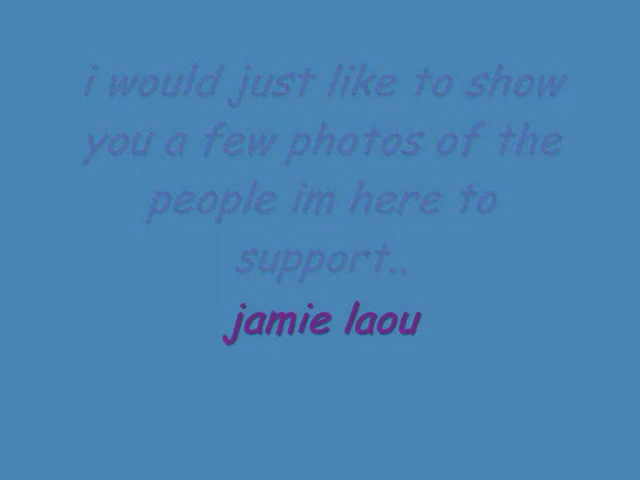 i would just like to show
you a few photos of the
people im here to
support..
jamie laou